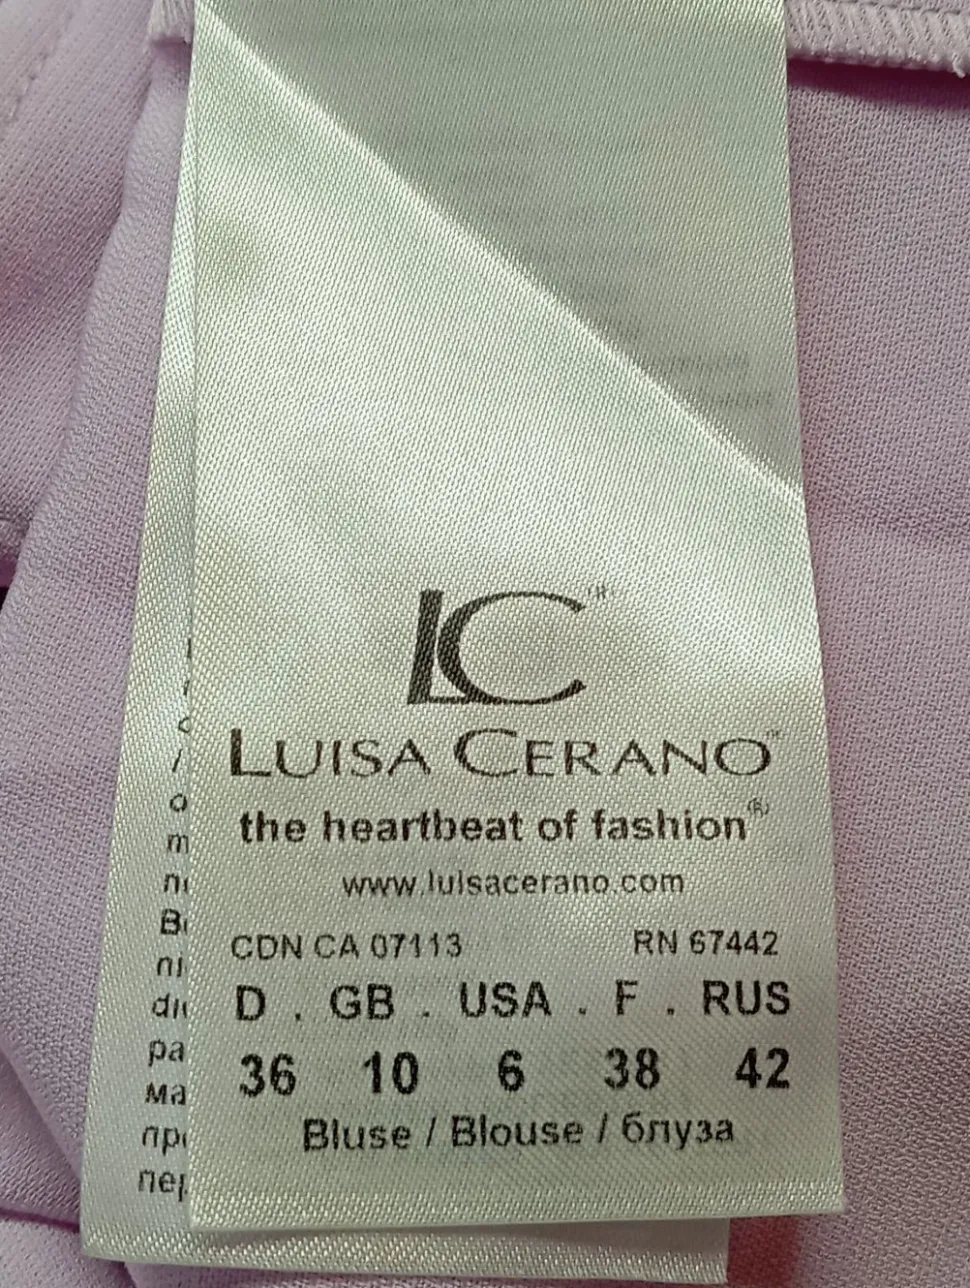 LC®
LUISA CERANO
the heartbeat of fashion®
www.luisacerano.com
CDN CA 07113 RN 67442
D . GB . USA . F . RUS
36 10 6 38 42
Bluse / Blouse / блуза